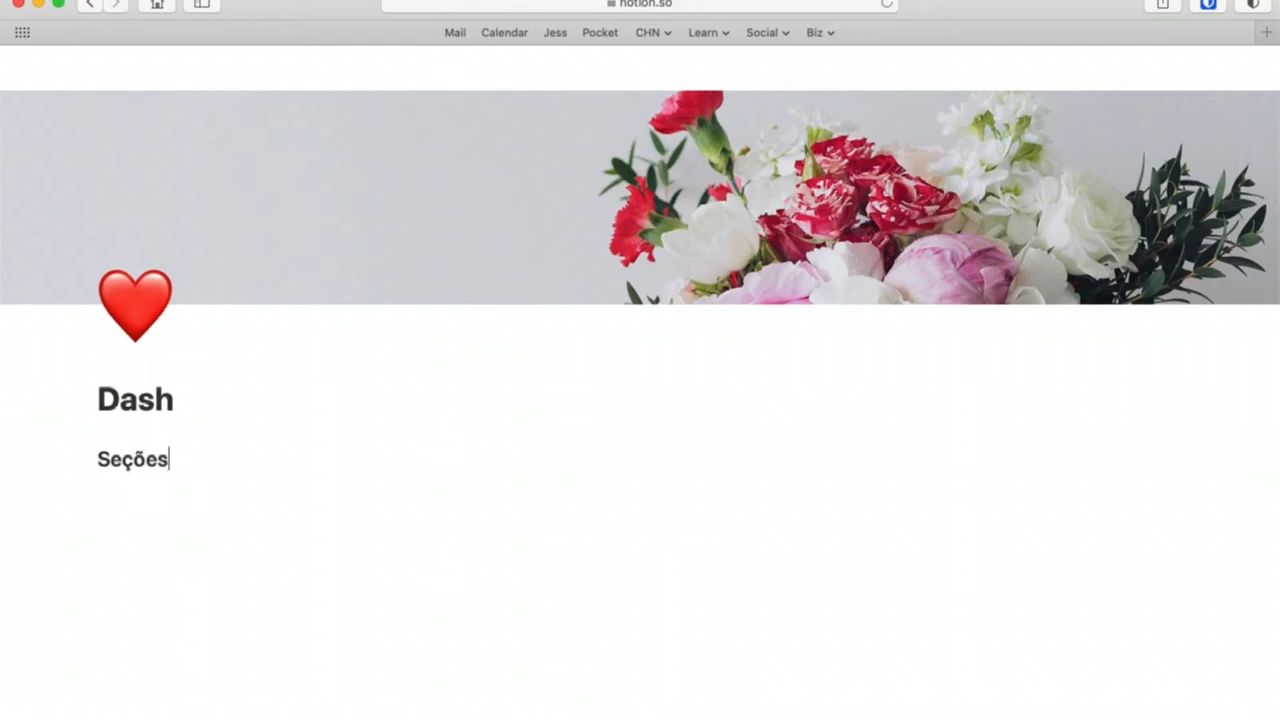 notion.so
Mail Calendar Jess Pocket CHN Learn Social Biz
Dash
Seções